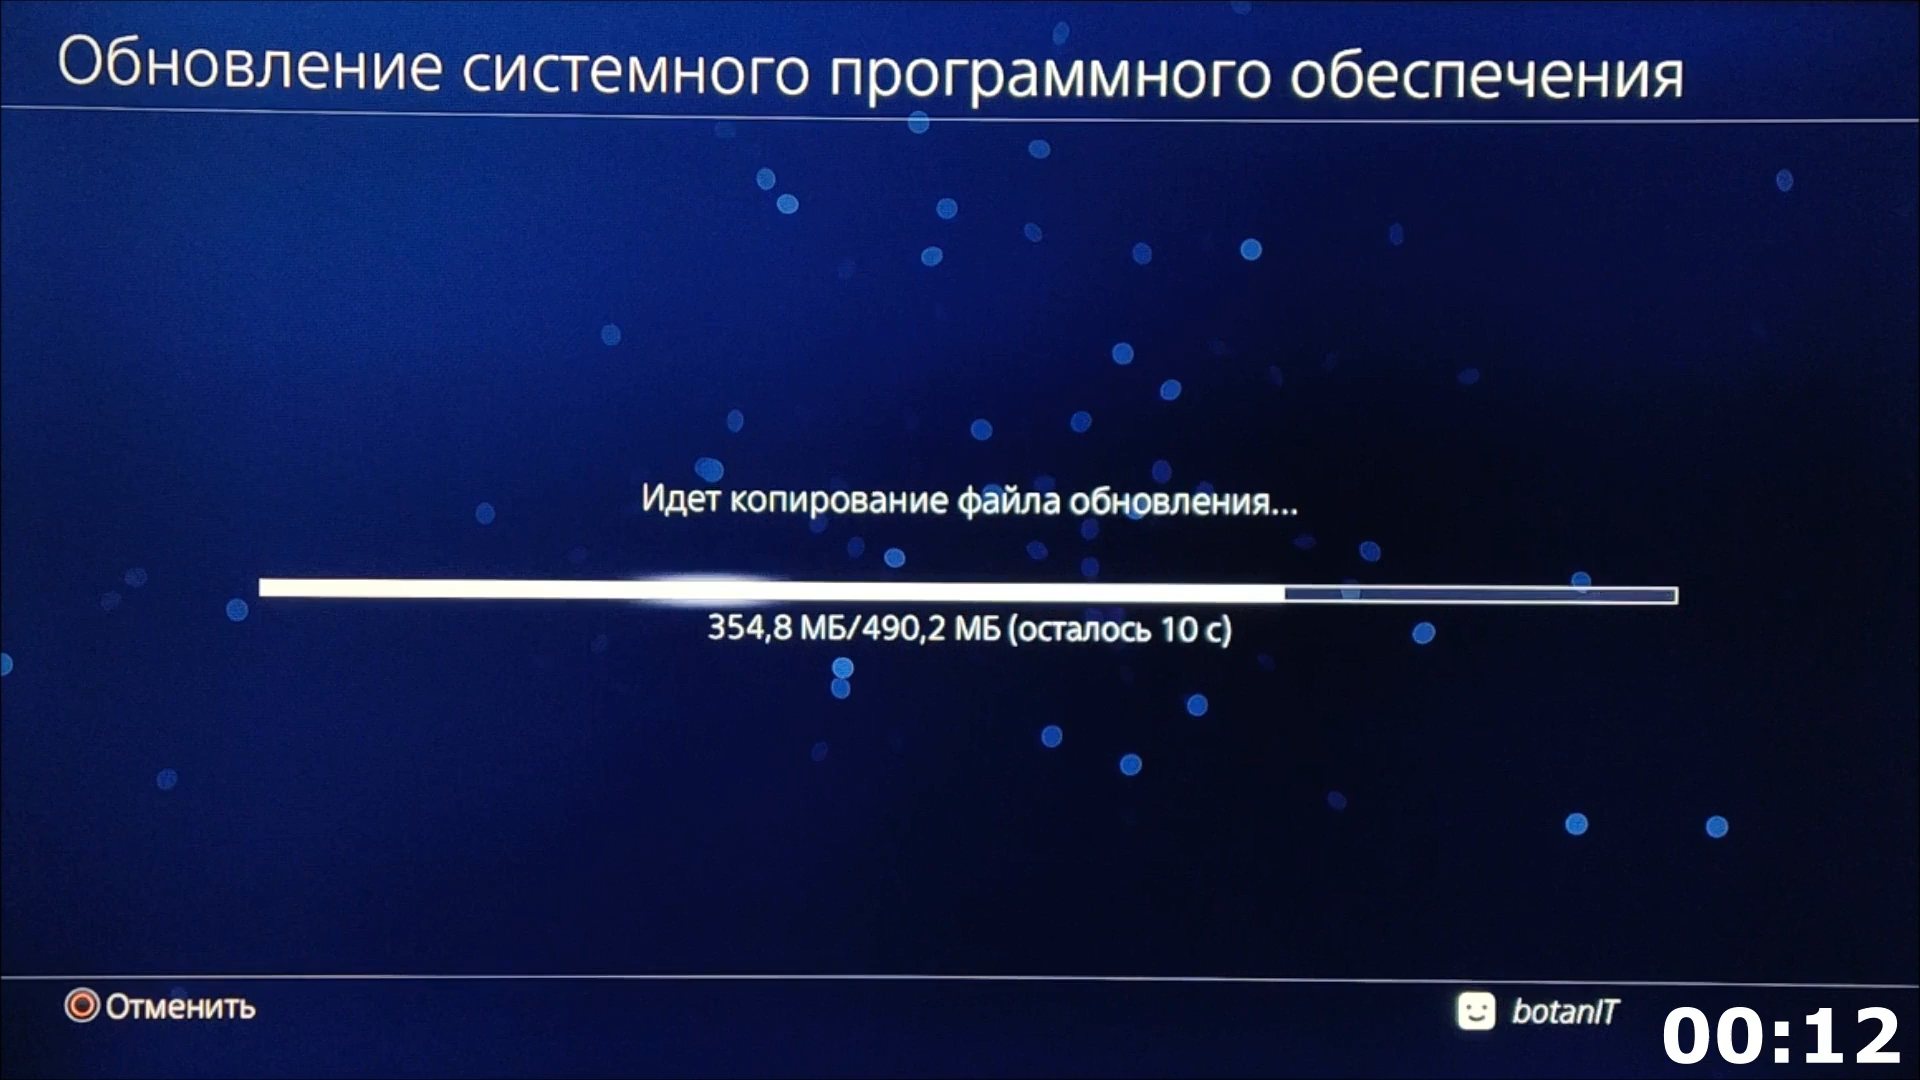 Обновление системного программного обеспечения
Идет копирование файла обновления...
354,8 МБ/490,2 МБ (осталось 10 с)
Отменить
botanIT
00:12